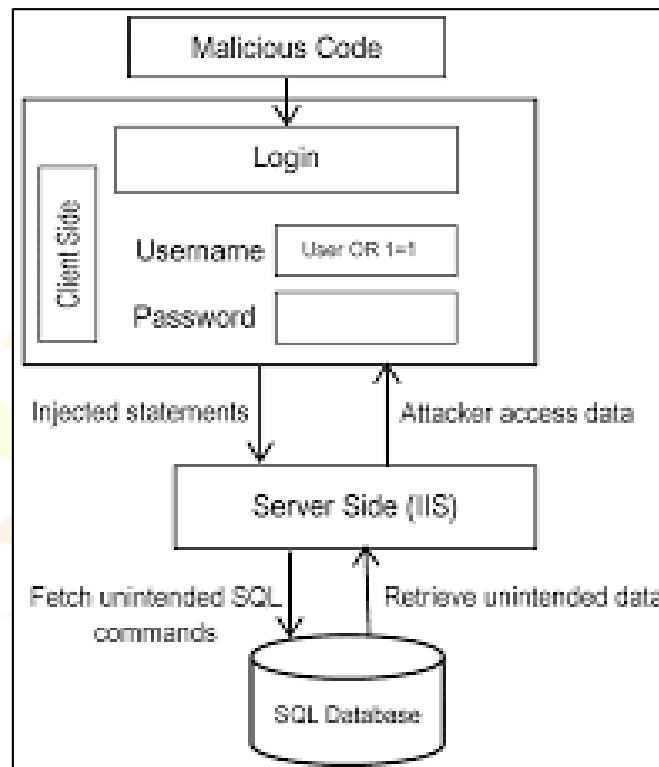 Malicious Code
Login
Client Side
Username
User OR 1=1
Password
Injected statements
Attacker access data
Server Side (IIS)
Fetch unintended SQL
commands
Retrieve unintended data
SQL Database